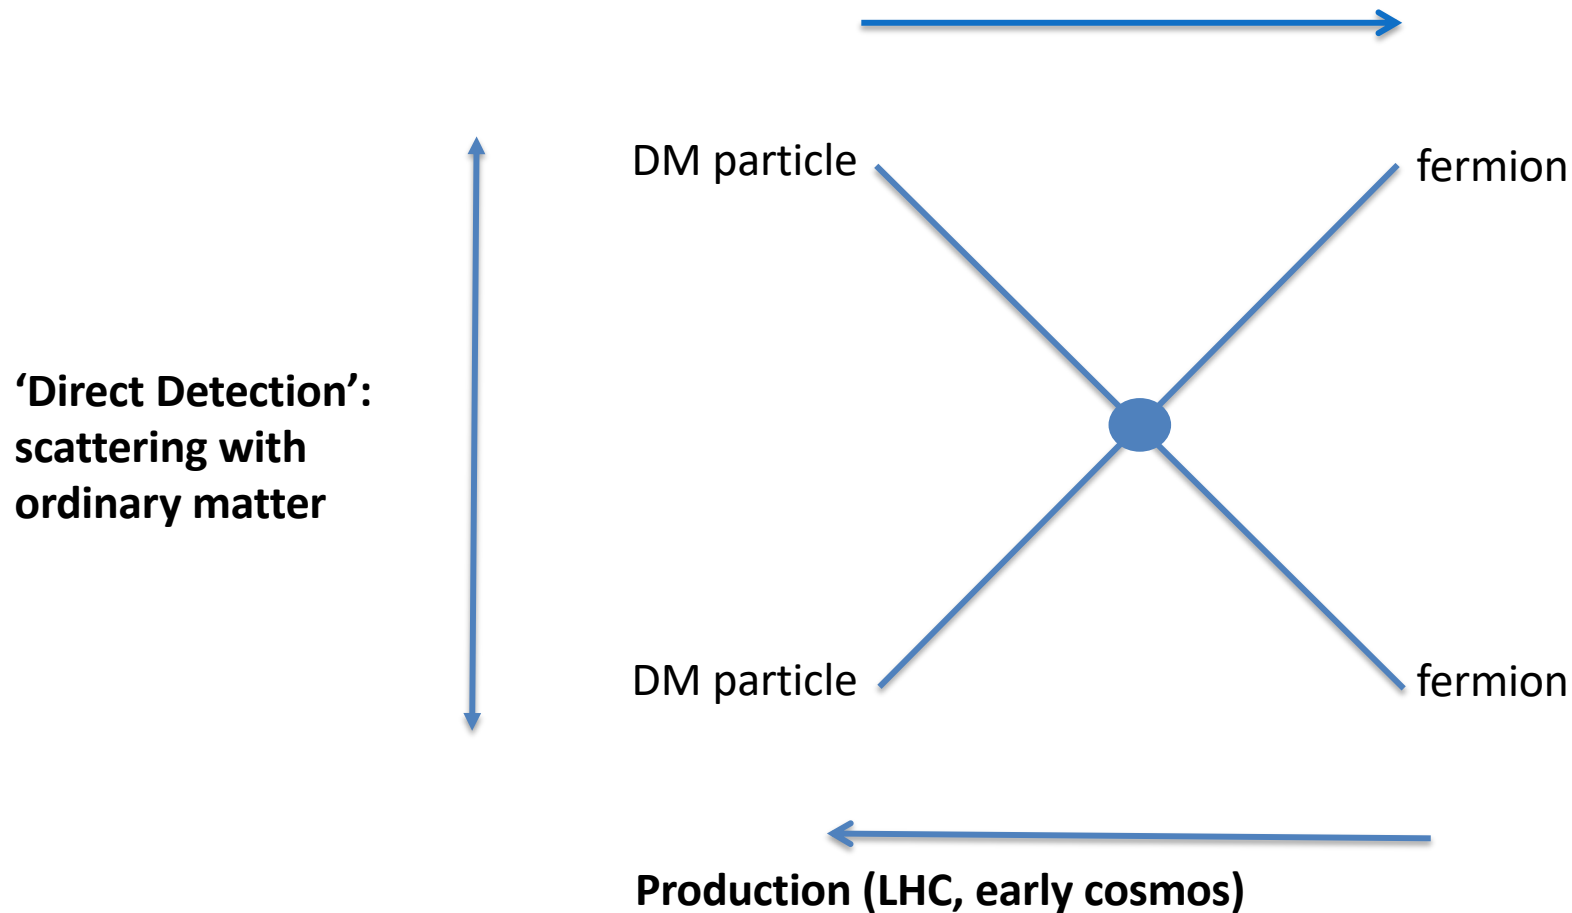 DM particle
fermion
‘Direct Detection’:
scattering with
ordinary matter
DM particle
fermion
Production (LHC, early cosmos)